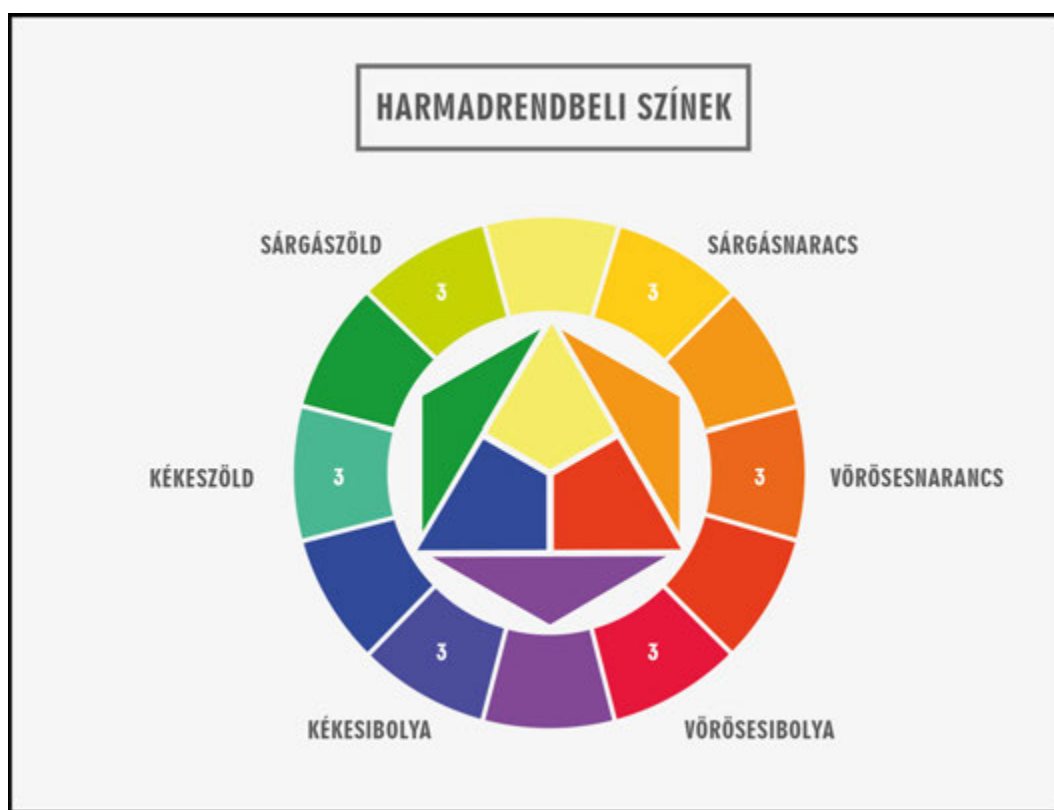 HARMADRENDBELI SZÍNEK
SÁRGÁSZÖLD
SÁRGÁSNARACS
3
3
KÉKESZÖLD
3
3
VÖRÖSESNARANCS
3
3
KÉKESIBOLYA
VÖRÖSESIBOLYA